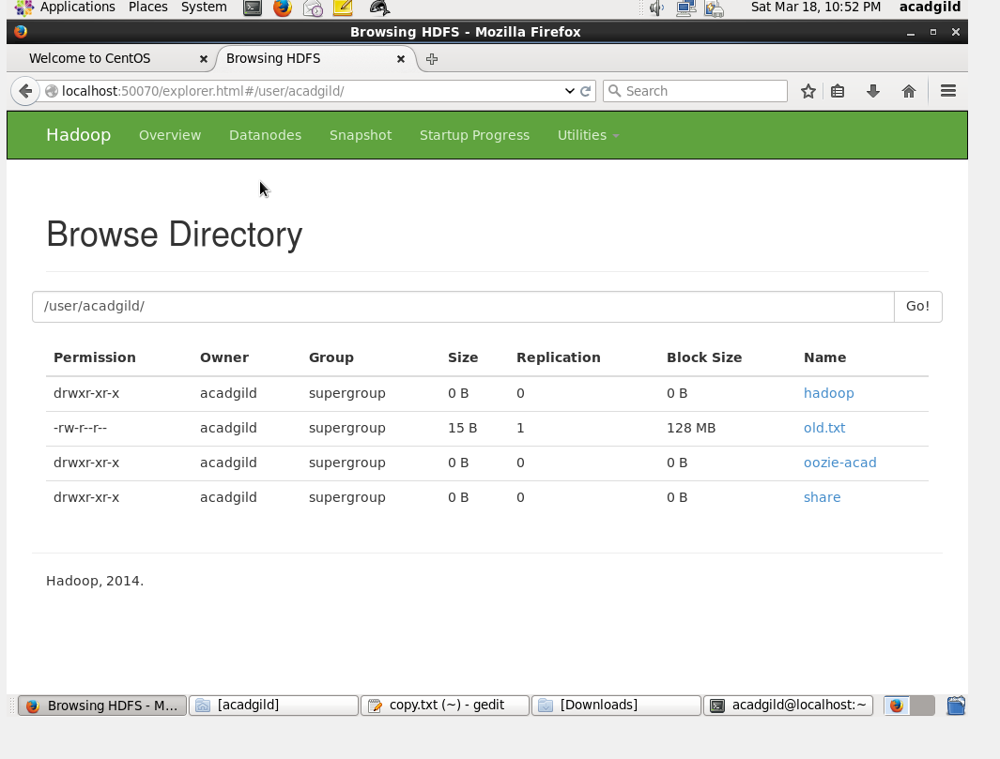 Applications Places System Sat Mar 18, 10:52 PM acadgild
Browsing HDFS - Mozilla Firefox
Welcome to CentOS Browsing HDFS
localhost:50070/explorer.html#/user/acadgild/ Search
Hadoop Overview Datanodes Snapshot Startup Progress Utilities
Browse Directory
/user/acadgild/ Go!
Permission Owner Group Size Replication Block Size Name
drwxr-xr-x acadgild supergroup 0 B 0 0 B hadoop
-rw-r--r-- acadgild supergroup 15 B 1 128 MB old.txt
drwxr-xr-x acadgild supergroup 0 B 0 0 B oozie-acad
drwxr-xr-x acadgild supergroup 0 B 0 0 B share
Hadoop, 2014.
Browsing HDFS - M... [acadgild] copy.txt (~) - gedit [Downloads] acadgild@localhost:~